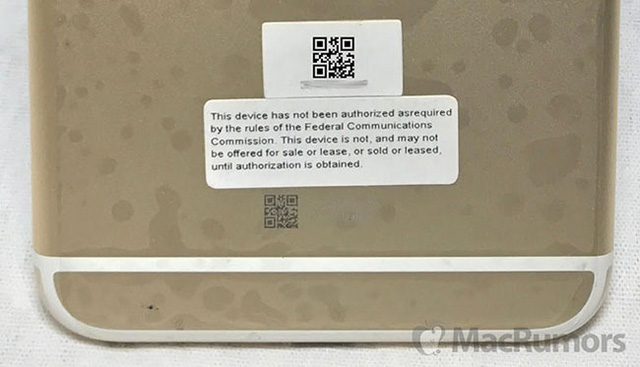 This device has not been authorized asrequired
by the rules of the Federal Communications
Commission. This device is not, and may not
be offered for sale or lease, or sold or leased,
until authorization is obtained.
MacRumors